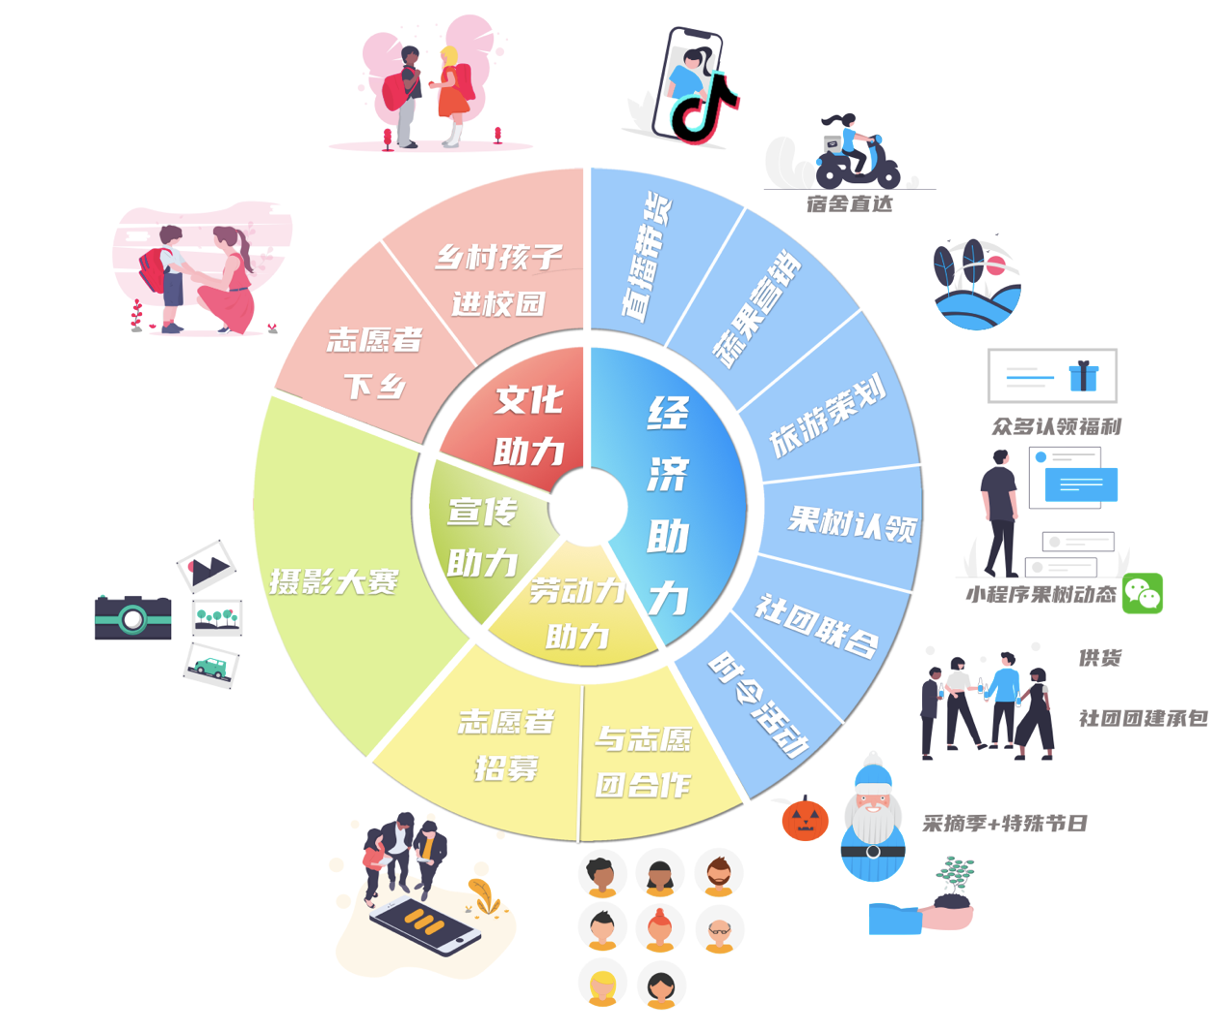 宿舍直达
直播带货
蔬果营销
乡村孩子
进校园
志愿者
下乡
旅游策划
文化
助力
经
济
助
力
众多认领福利
果树认领
宣传
助力
摄影大赛
劳动力
助力
小程序果树动态
社团联合
时令活动
供货
社团团建承包
志愿者
招募
与志愿
团合作
采摘季+特殊节日